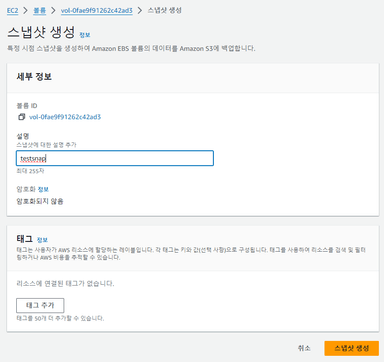 EC2 > 볼륨 > vol-0fae9f91262c42ad3 > 스냅샷 생성
스냅샷 생성 정보
특정 시점 스냅샷을 생성하여 Amazon EBS 볼륨의 데이터를 Amazon S3에 백업합니다.
세부 정보
볼륨 ID
vol-0fae9f91262c42ad3
설명
스냅샷에 대한 설명 추가
testsnap
최대 255자
암호화 정보
암호화되지 않음
태그 정보
태그는 사용자가 AWS 리소스에 할당하는 레이블입니다. 각 태그는 키와 값(선택 사항)으로 구성됩니다. 태그를 사용하여 리소스를 검색 및 필터
링하거나 AWS 비용을 추적할 수 있습니다.
리소스에 연결된 태그가 없습니다.
태그 추가
태그를 50개 더 추가할 수 있습니다.
취소 스냅샷 생성